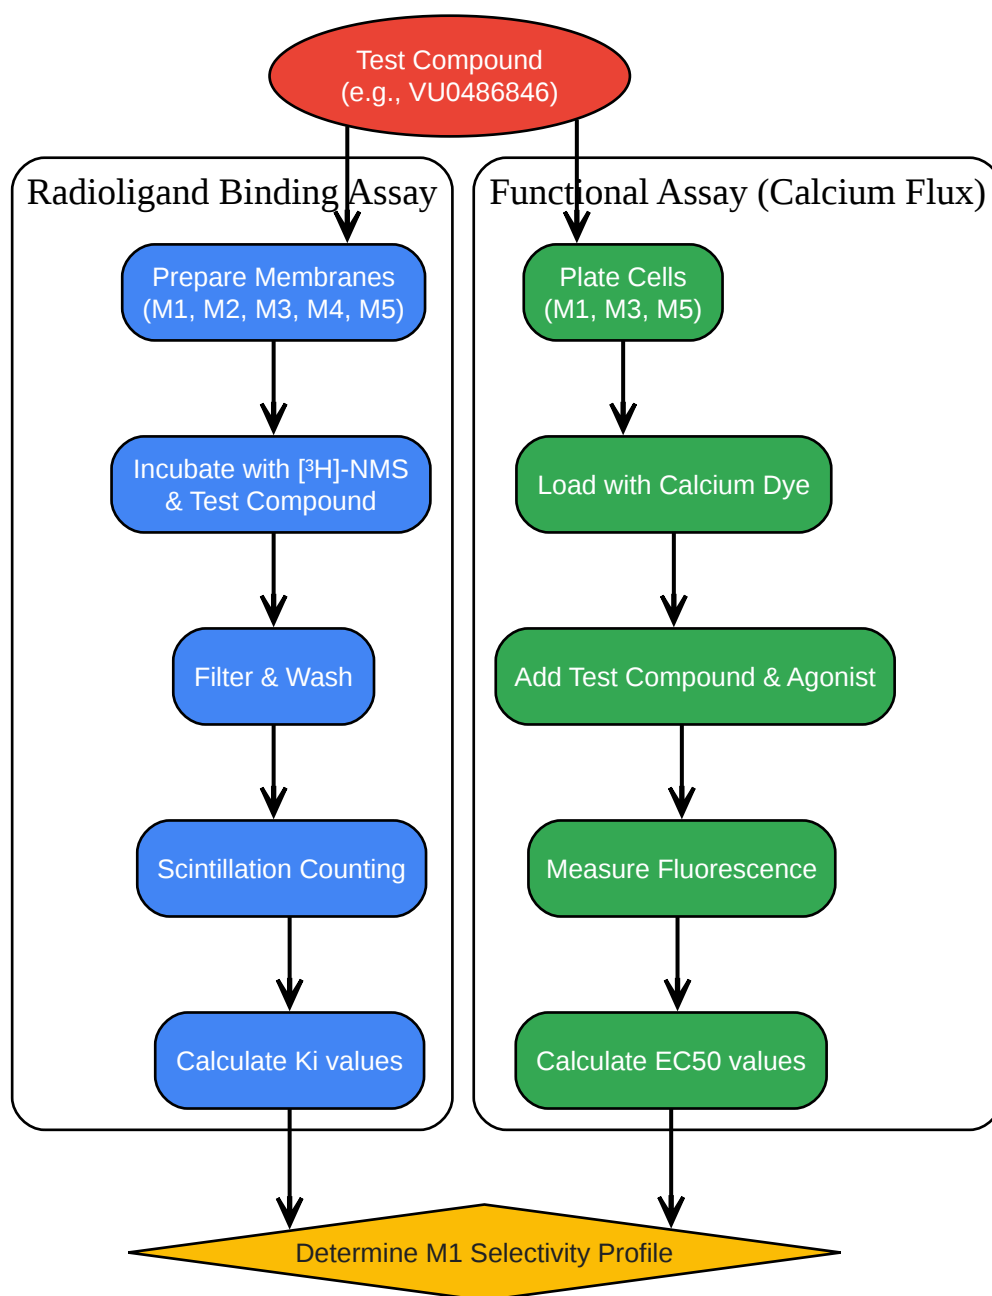 Test Compound
(e.g., VU0486846)
Radioligand Binding Assay
Prepare Membranes
(M1, M2, M3, M4, M5)
Incubate with [³H]-NMS
& Test Compound
Filter & Wash
Scintillation Counting
Calculate Ki values
Functional Assay (Calcium Flux)
Plate Cells
(M1, M3, M5)
Load with Calcium Dye
Add Test Compound & Agonist
Measure Fluorescence
Calculate EC50 values
Determine M1 Selectivity Profile